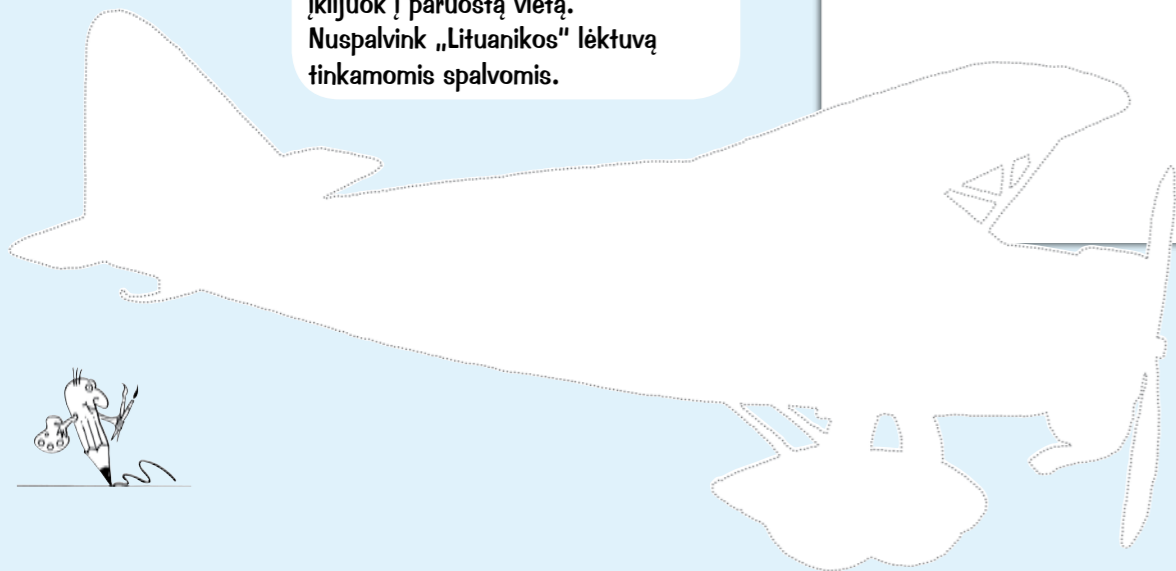 įklijuok į paruoštą vietą.
Nuspalvink „Lituanikos“ lėktuvą
tinkamomis spalvomis.